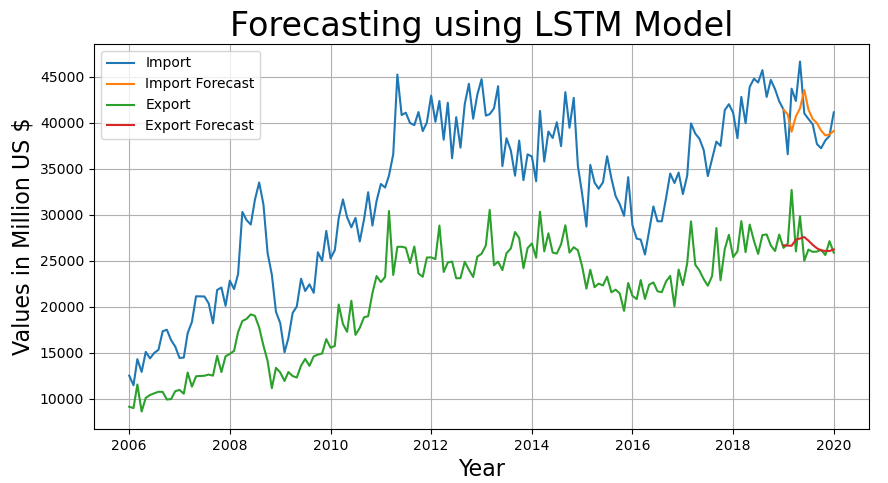 Forecasting using LSTM Model
Import
Import Forecast
Export
Export Forecast
Values in Million US $
45000
40000
35000
30000
25000
20000
15000
10000
2006 2008 2010 2012 2014 2016 2018 2020
Year